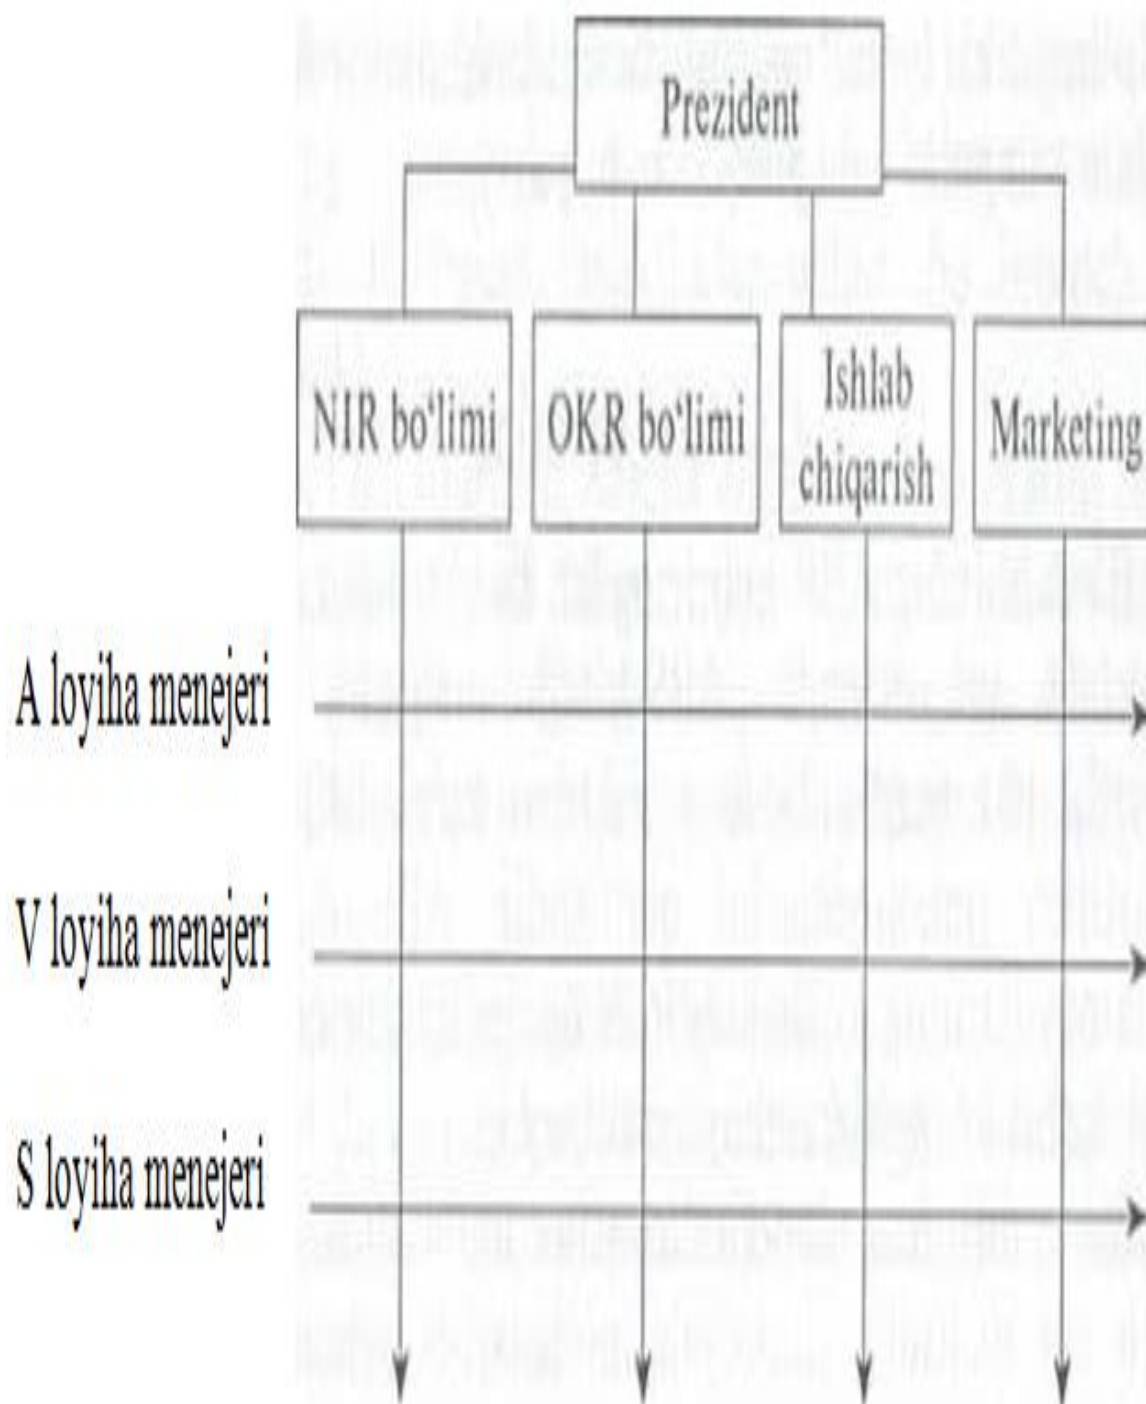 Prezident
NIR bo‘limi
OKR bo‘limi
Ishlab
chiqarish
Marketing
A loyiha menejeri
V loyiha menejeri
S loyiha menejeri